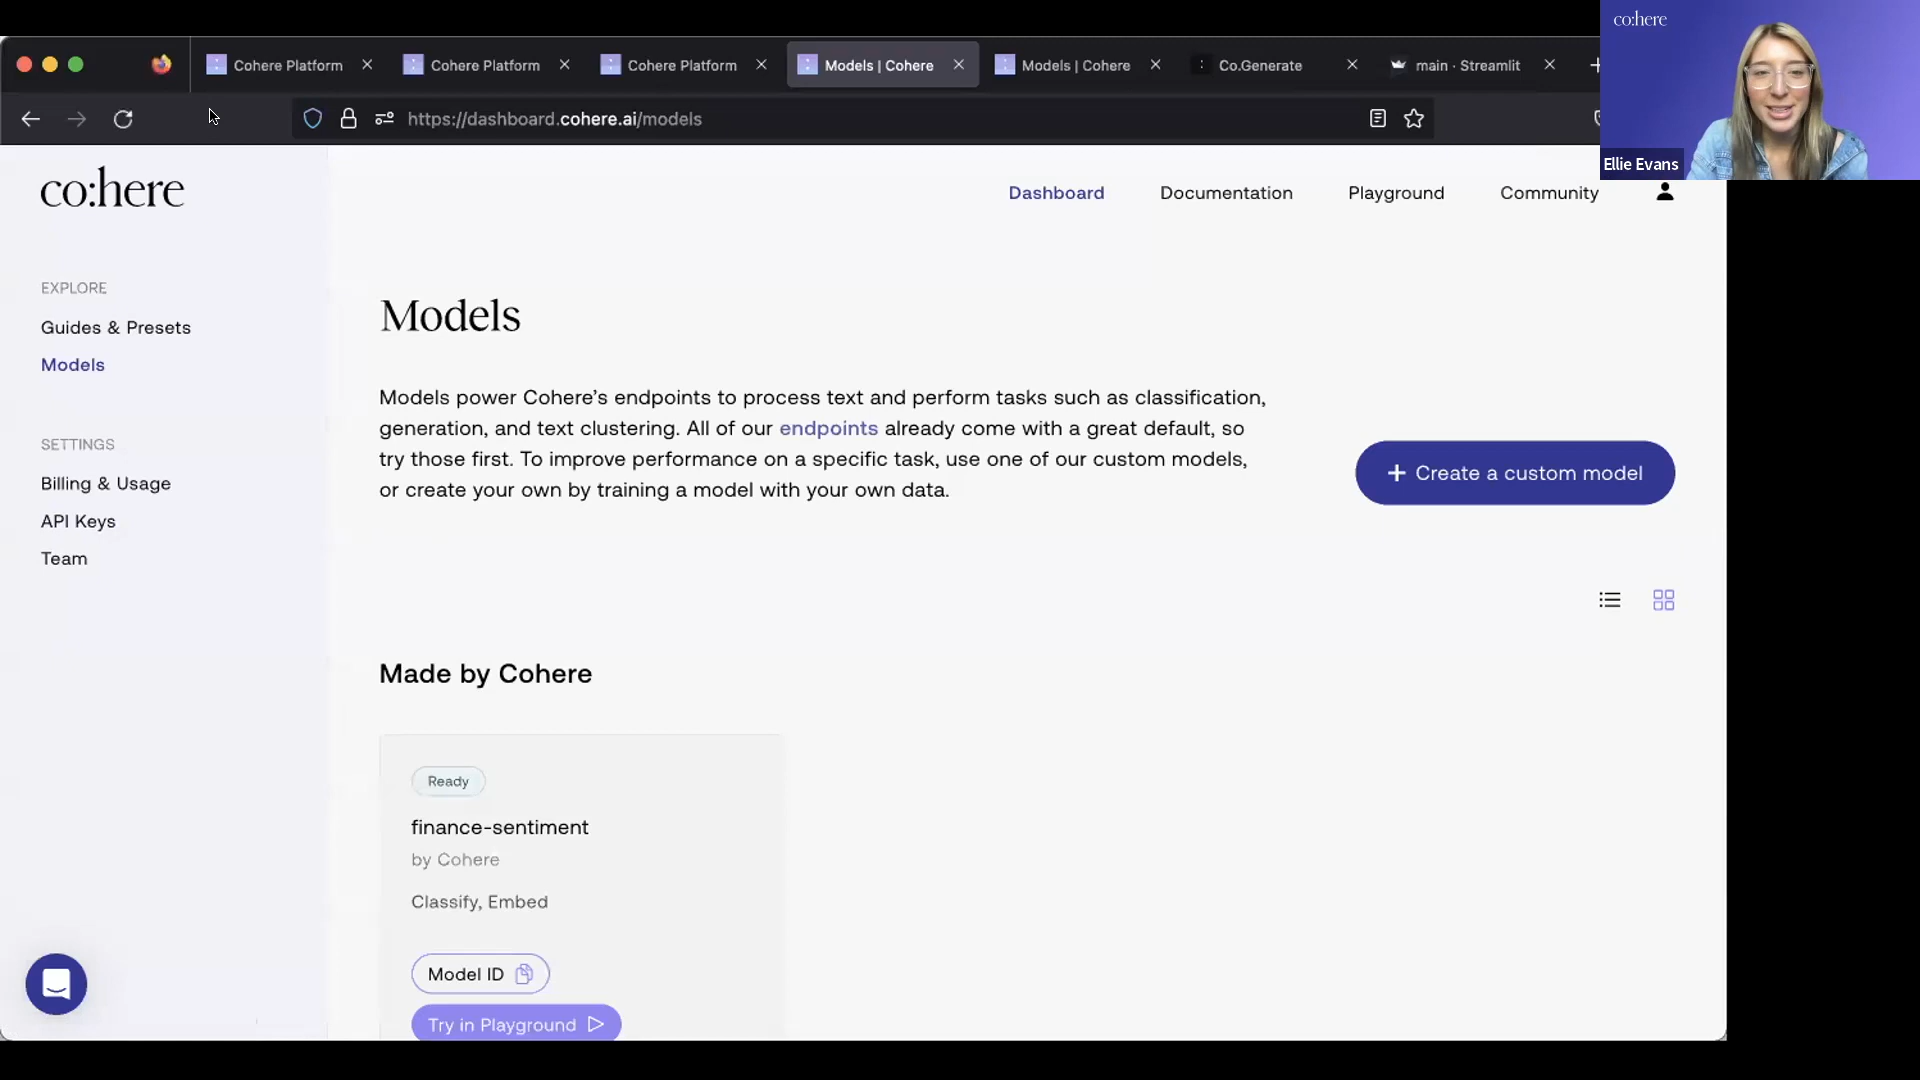 co:here
Cohere Platform
Cohere Platform
Cohere Platform
Models | Cohere
Models | Cohere
Co.Generate
main · Streamlit
https://dashboard.cohere.ai/models
Ellie Evans
co:here
Dashboard
Documentation
Playground
Community
EXPLORE
Guides & Presets
Models
SETTINGS
Billing & Usage
API Keys
Team
Models
Models power Cohere’s endpoints to process text and perform tasks such as classification,
generation, and text clustering. All of our endpoints already come with a great default, so
try those first. To improve performance on a specific task, use one of our custom models,
or create your own by training a model with your own data.
+ Create a custom model
Made by Cohere
Ready
finance-sentiment
by Cohere
Classify, Embed
Model ID
Try in Playground